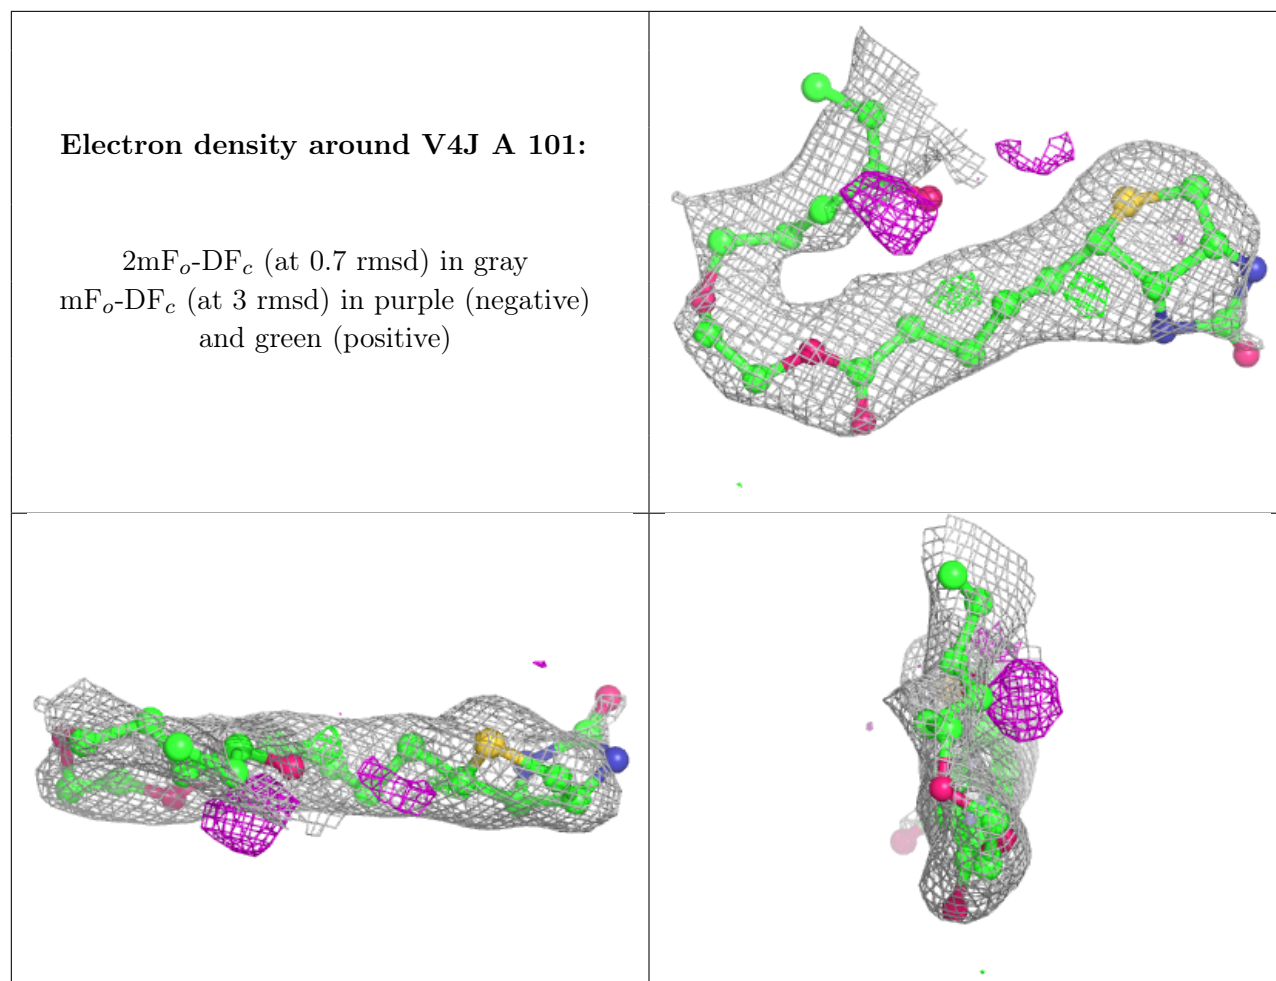 Electron density around V4J A 101:
2mFo-DFc (at 0.7 rmsd) in gray
mFo-DFc (at 3 rmsd) in purple (negative)
and green (positive)